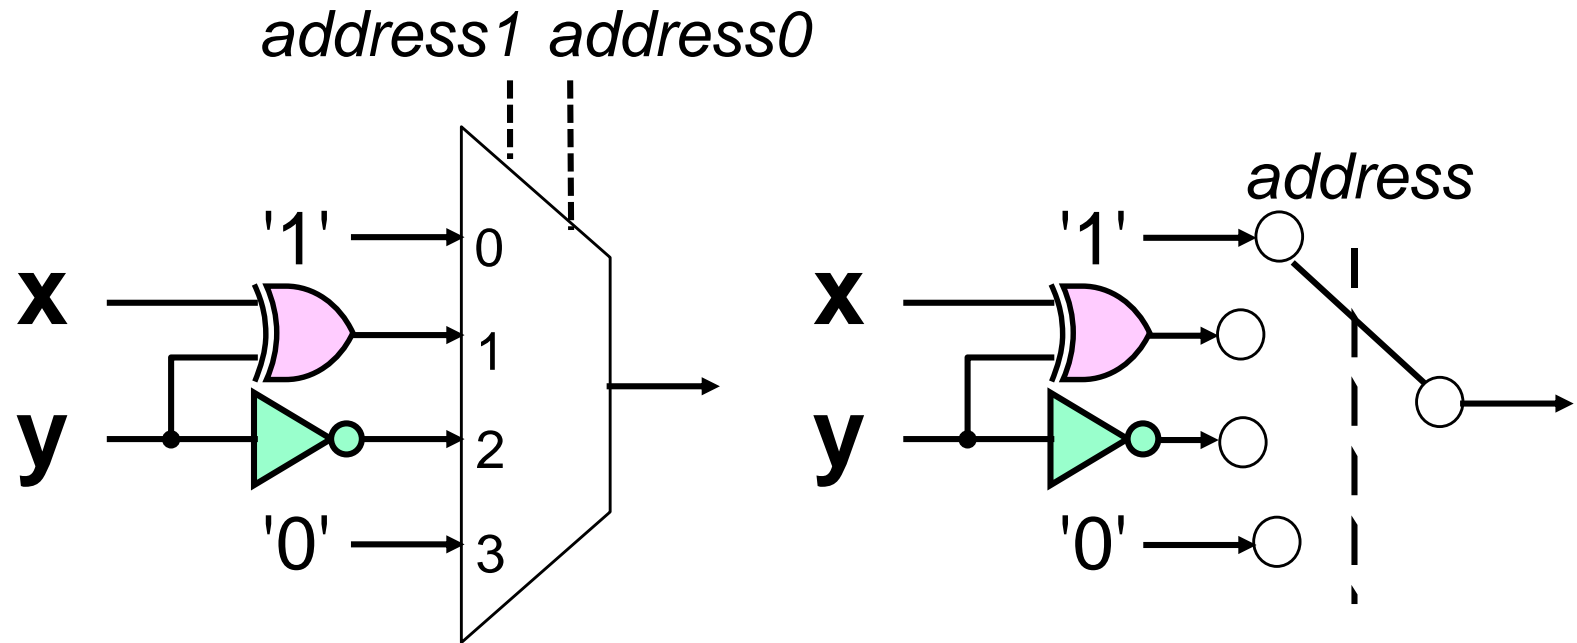 address1 address0
address
'1'
0
'1'
x
x
1
y
y
2
'0'
3
'0'